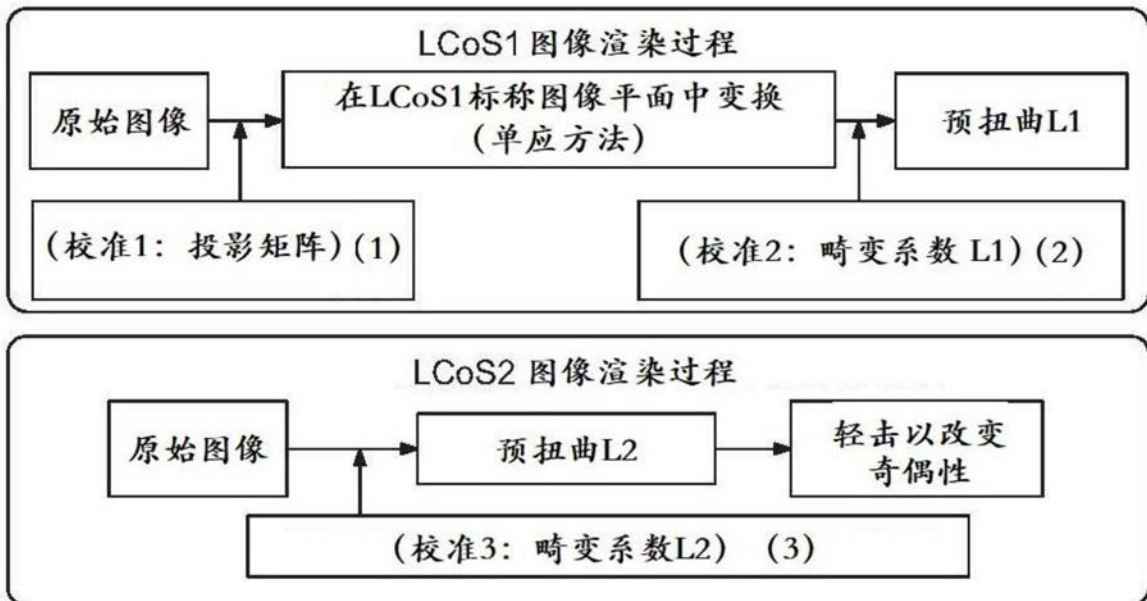 LCoS1 图像渲染过程
原始图像
在LCoS1标称图像平面中变换
(单应方法)
预扭曲L1
(校准1: 投影矩阵) (1)
(校准2: 畸变系数 L1) (2)
LCoS2 图像渲染过程
原始图像
预扭曲L2
轻击以改变
奇偶性
(校准3: 畸变系数L2) (3)